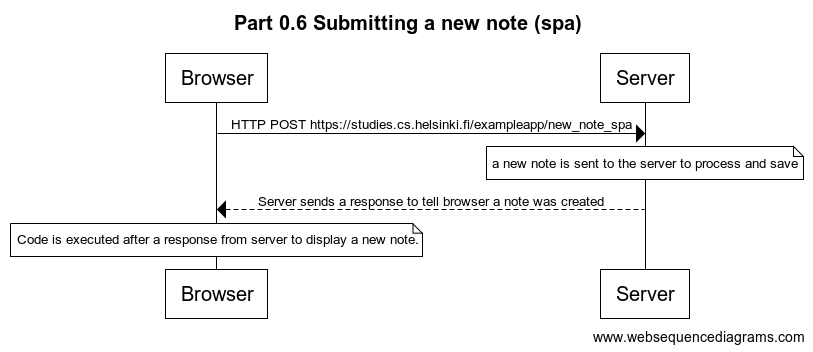 Part 0.6 Submitting a new note (spa)
Browser
Server
HTTP POST https://studies.cs.helsinki.fi/exampleapp/new_note_spa
a new note is sent to the server to process and save
Server sends a response to tell browser a note was created
Code is executed after a response from server to display a new note.
Browser
Server
www.websequencediagrams.com